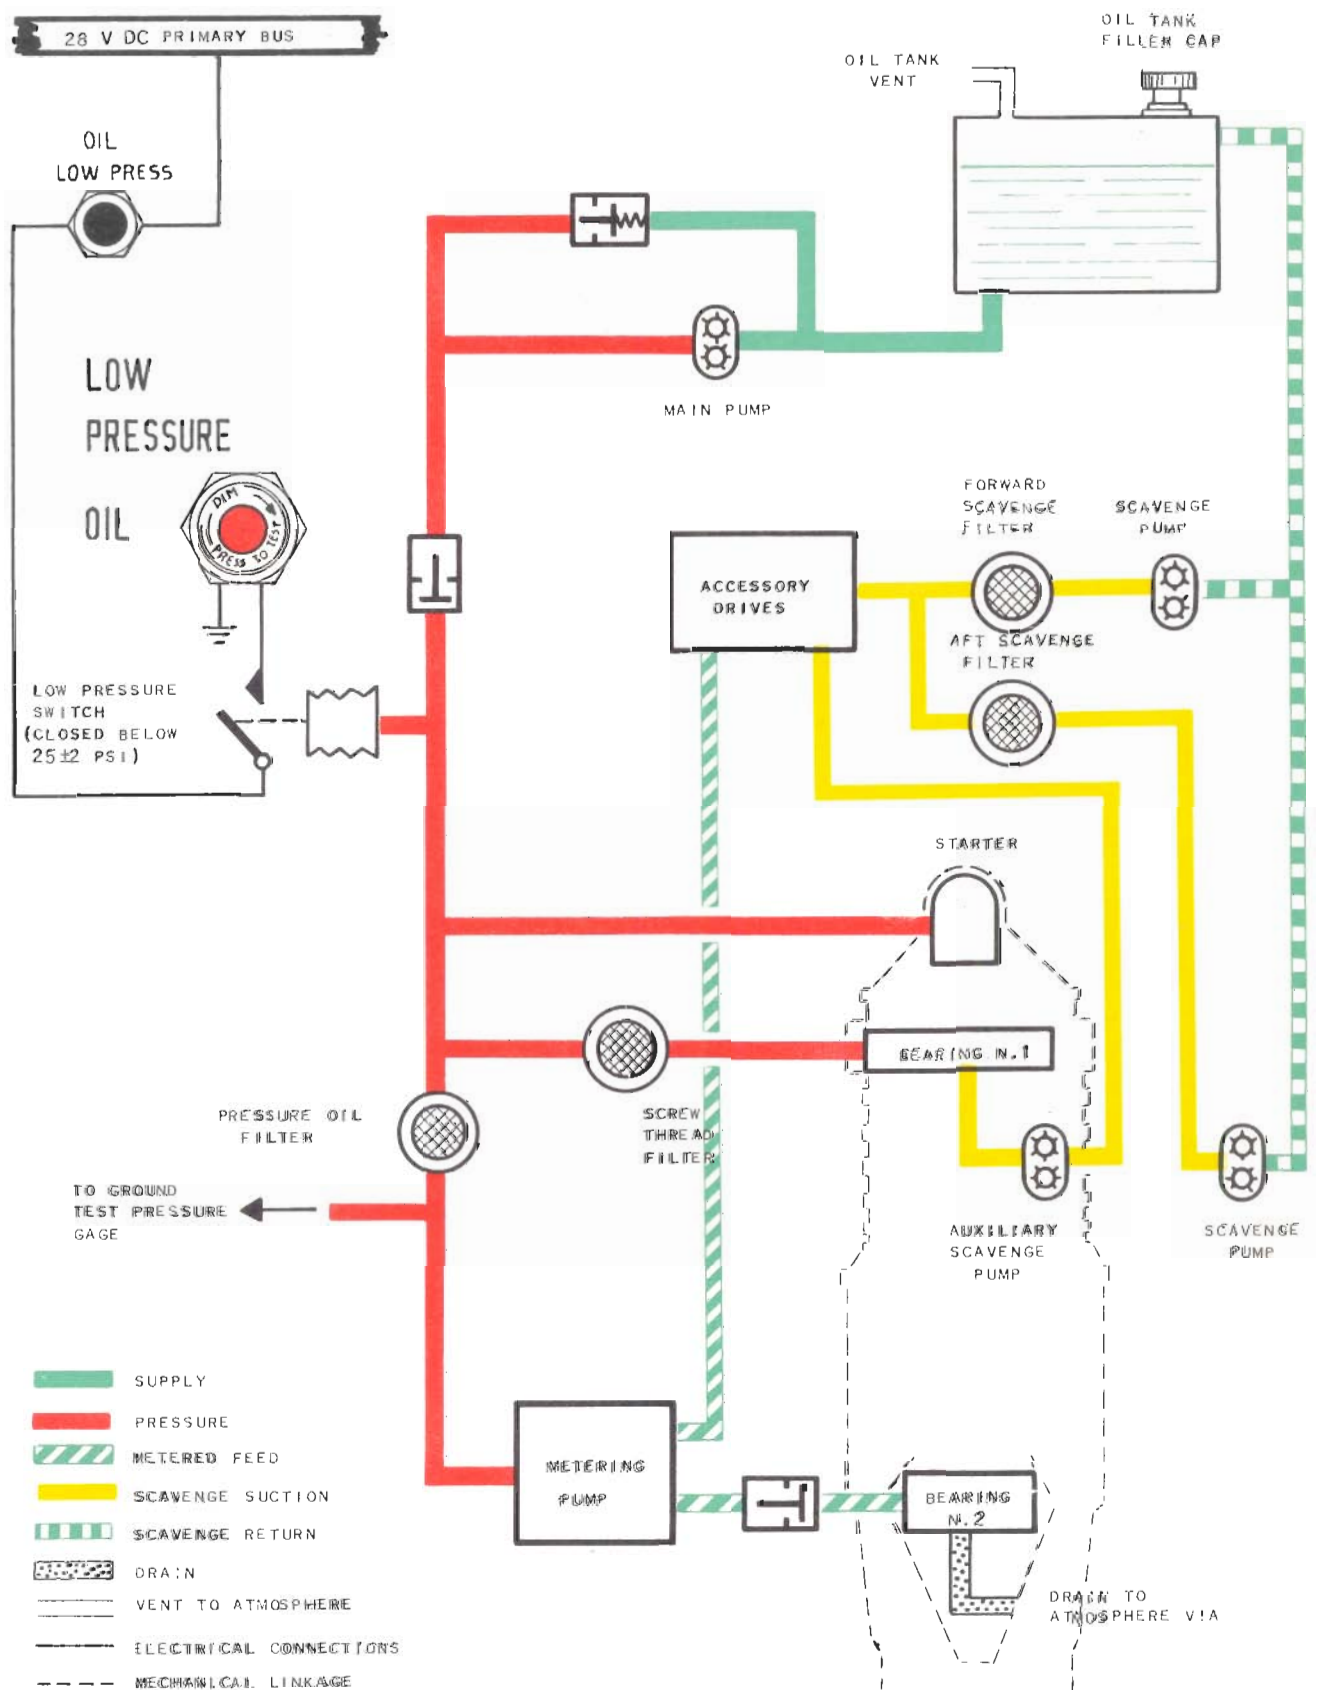 28 V DC PRIMARY BUS
OIL TANK
FILLER CAP
OIL TANK
VENT
OIL
LOW PRESS
LOW
PRESSURE
OIL
DIM
PRESS TO TEST
MAIN PUMP
FORWARD
SCAVENGE
FILTER
SCAVENGE
PUMP
ACCESSORY
DRIVES
AFT SCAVENGE
FILTER
LOW PRESSURE
SWITCH
(CLOSED BELOW
25±2 PSI)
STARTER
BEARING N.1
PRESSURE OIL
FILTER
SCREW
THREAD
FILTER
TO GROUND
TEST PRESSURE
GAGE
AUXILIARY
SCAVENGE
PUMP
SCAVENGE
PUMP
SUPPLY
PRESSURE
METERED FEED
SCAVENGE SUCTION
SCAVENGE RETURN
DRAIN
VENT TO ATMOSPHERE
ELECTRICAL CONNECTIONS
MECHANICAL LINKAGE
METERING
PUMP
BEARING
N.2
DRAIN TO
ATMOSPHERE VIA